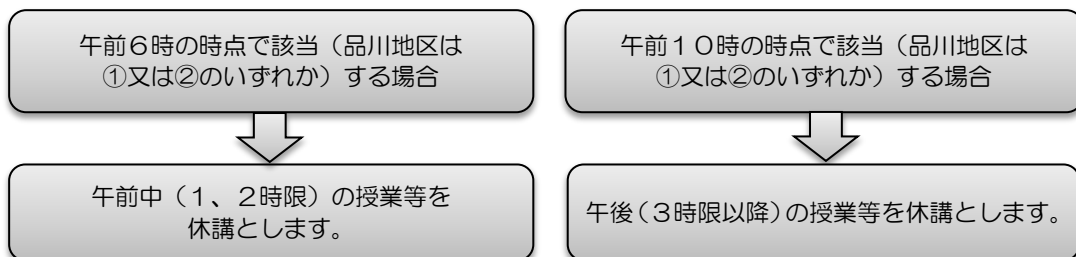 午前６時の時点で該当（品川地区は
①又は②のいずれか）する場合
午前中（１、２時限）の授業等を
休講とします。
午前１０時の時点で該当（品川地区は
①又は②のいずれか）する場合
午後（３時限以降）の授業等を休講とします。